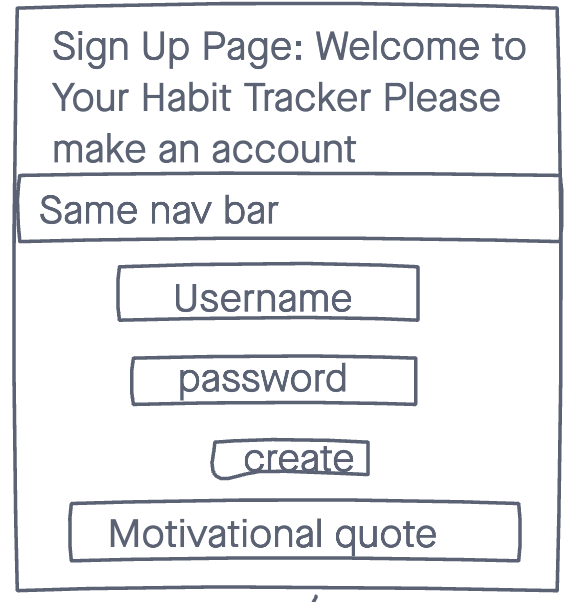 Sign Up Page: Welcome to
Your Habit Tracker Please
make an account
Same nav bar
Username
password
create
Motivational quote